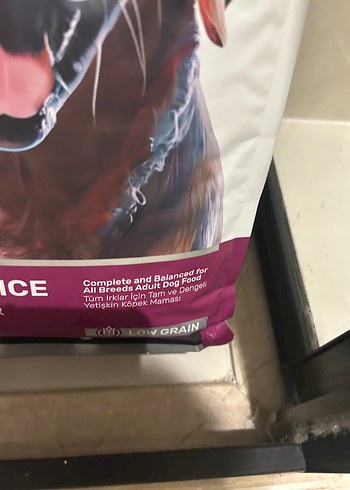 ICE
Complete and Balanced for
All Breeds Adult Dog Food
Tüm Irklar İçin Tam ve Dengeli
Yetişkin Köpek Maması
LOW GRAIN